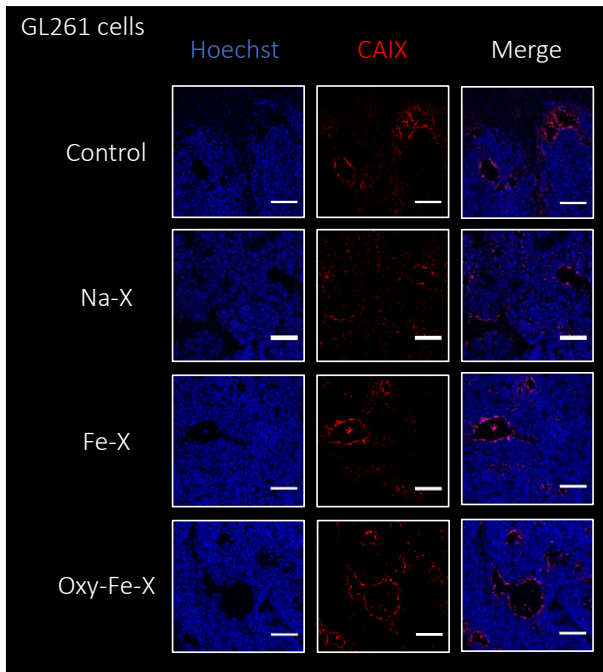 GL261 cells
Hoechst CAIX Merge
Control
Na-X
Fe-X
Oxy-Fe-X